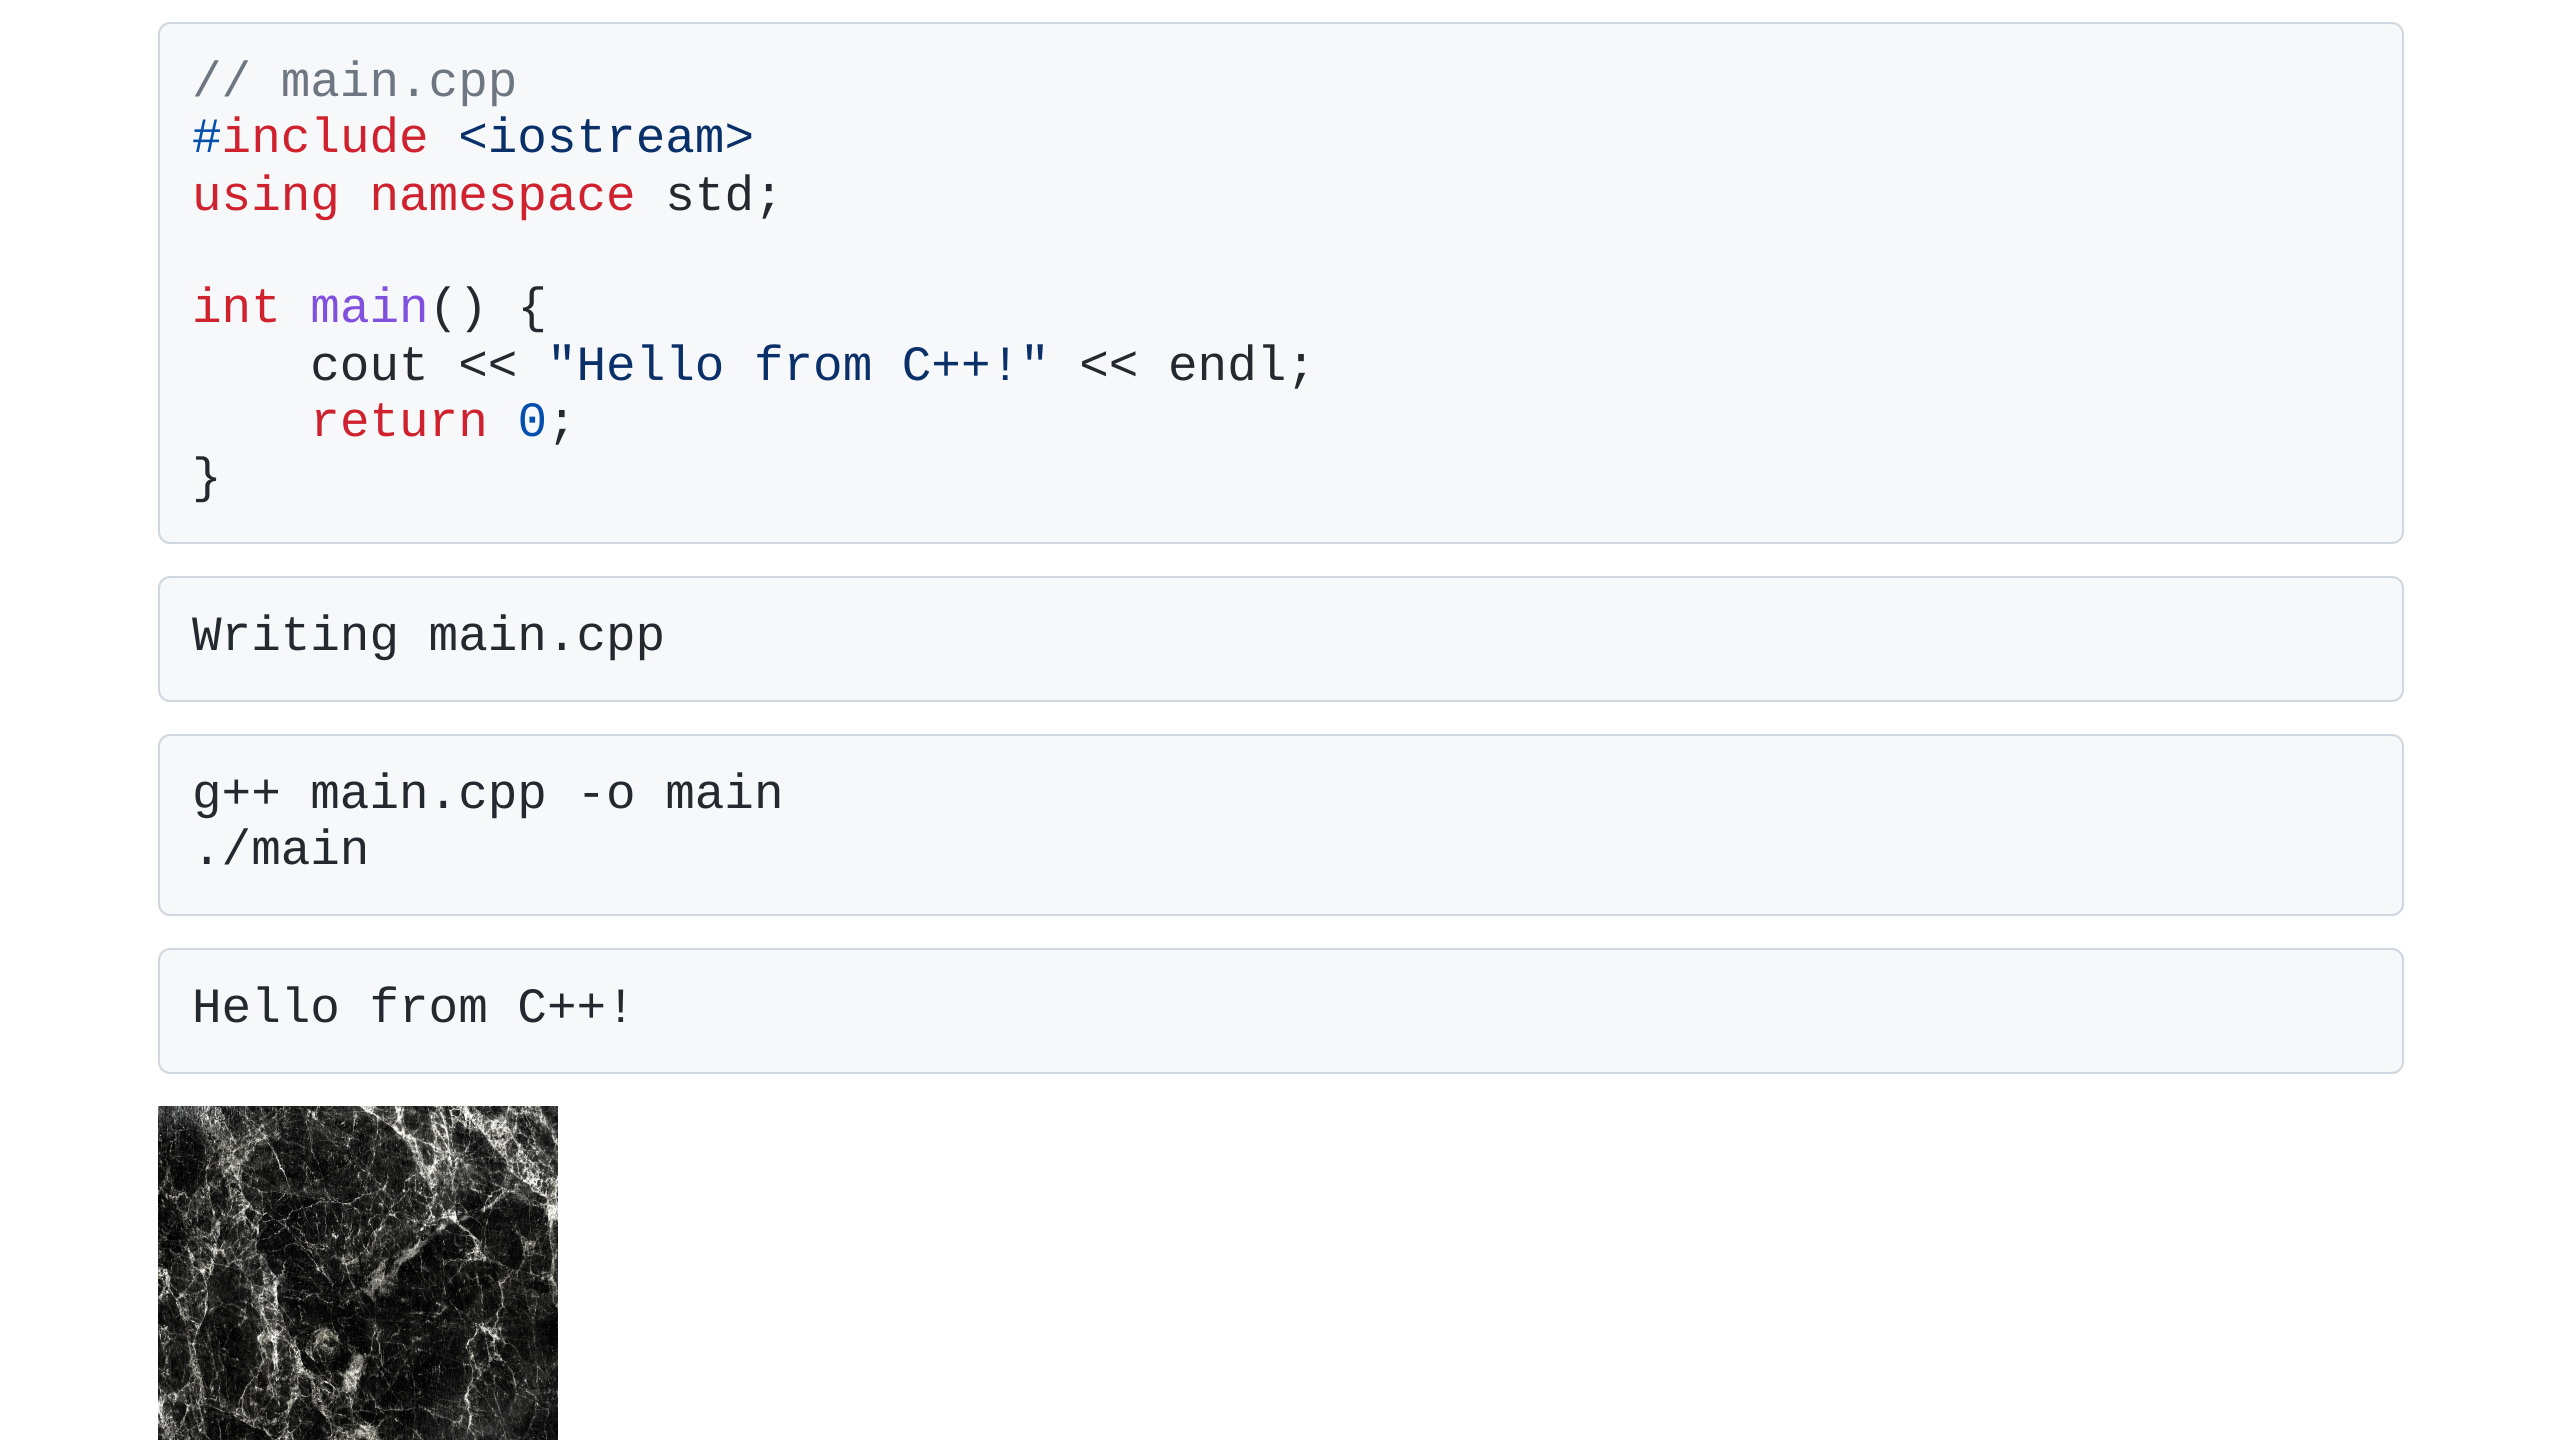 // main.cpp
#include <iostream>
using namespace std;
int main() {
    cout << "Hello from C++!" << endl;
    return 0;
}
Writing main.cpp
g++ main.cpp -o main
./main
Hello from C++!